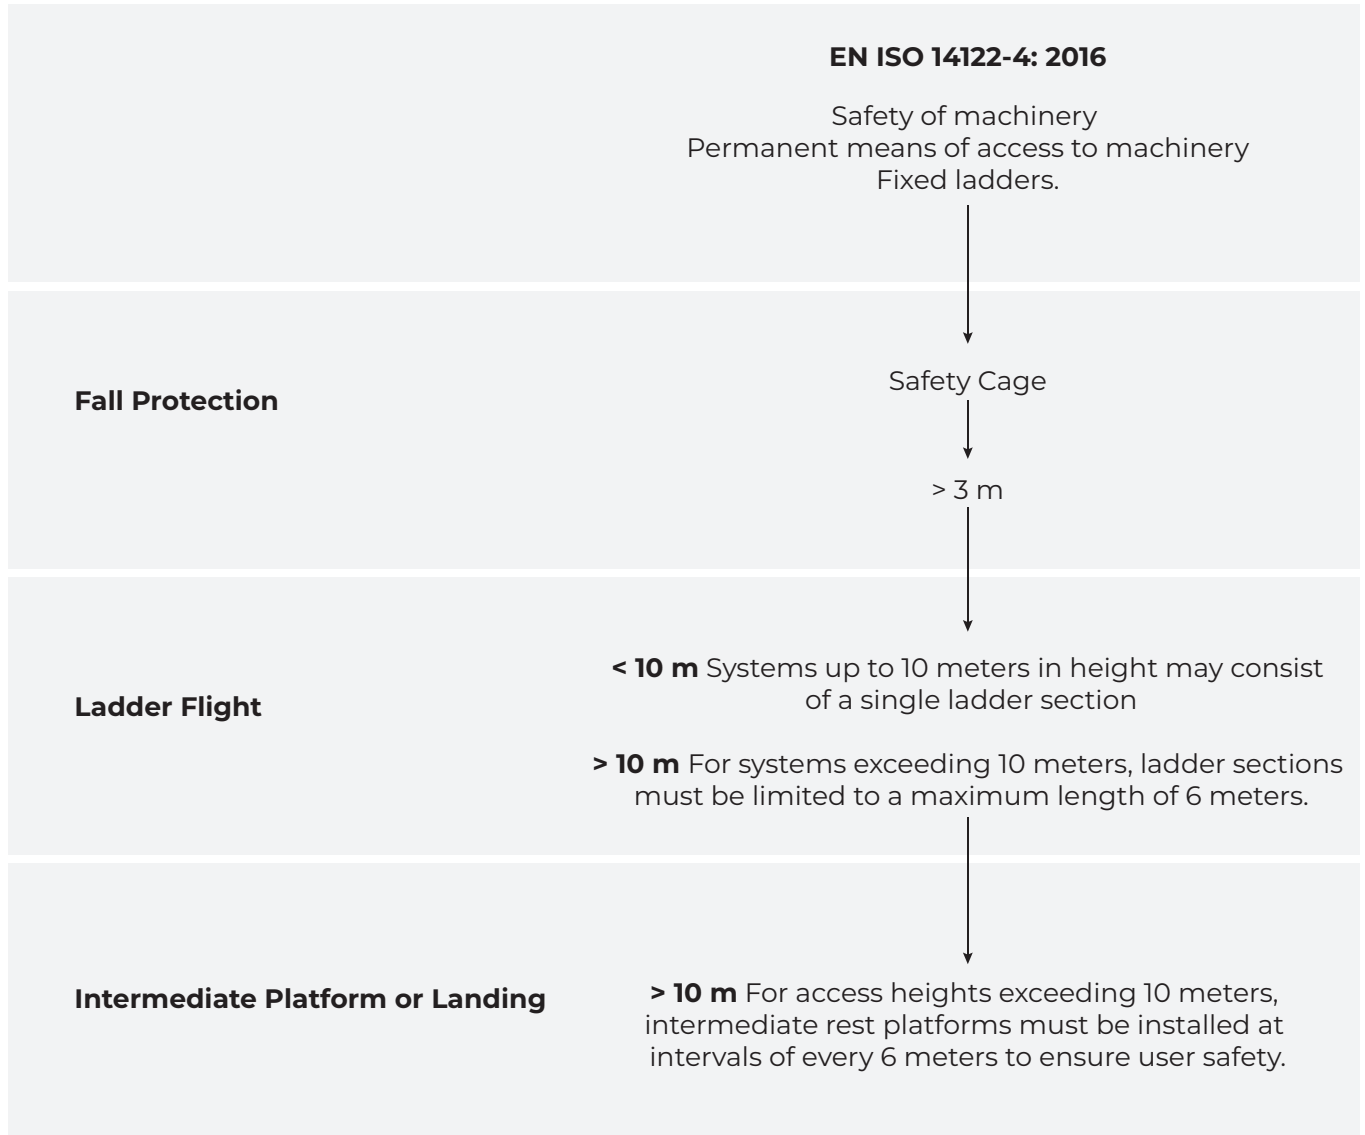 EN ISO 14122-4: 2016
Safety of machinery
Permanent means of access to machinery
Fixed ladders.
Fall Protection
Safety Cage
> 3 m
Ladder Flight
< 10 m Systems up to 10 meters in height may consist
of a single ladder section
> 10 m For systems exceeding 10 meters, ladder sections
must be limited to a maximum length of 6 meters.
Intermediate Platform or Landing
> 10 m For access heights exceeding 10 meters,
intermediate rest platforms must be installed at
intervals of every 6 meters to ensure user safety.